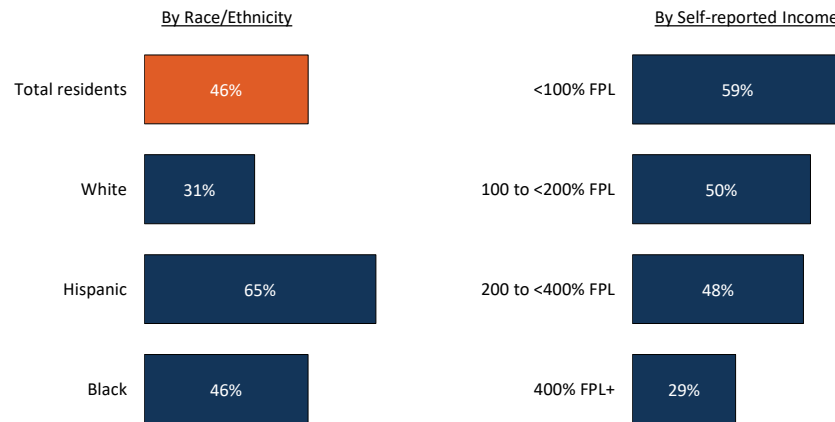 By Race/Ethnicity
Total residents 46%
White 31%
Hispanic 65%
Black 46%
By Self-reported Income
<100% FPL 59%
100 to <200% FPL 50%
200 to <400% FPL 48%
400% FPL+ 29%